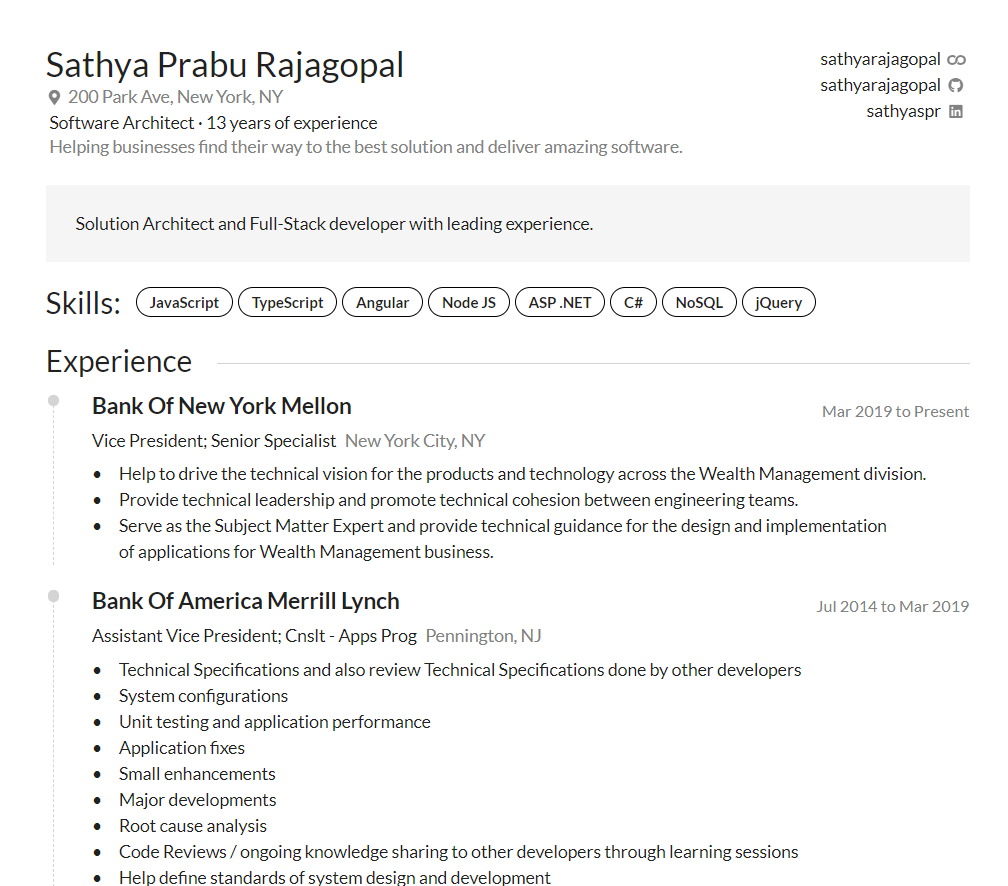 Sathya Prabu Rajagopal
200 Park Ave, New York, NY
Software Architect · 13 years of experience
Helping businesses find their way to the best solution and deliver amazing software.
sathyarajagopal
sathyarajagopal
sathyaspr
Solution Architect and Full-Stack developer with leading experience.
Skills: JavaScript TypeScript Angular Node JS ASP .NET C# NoSQL jQuery
Experience
Bank Of New York Mellon Mar 2019 to Present
Vice President; Senior Specialist New York City, NY
• Help to drive the technical vision for the products and technology across the Wealth Management division.
• Provide technical leadership and promote technical cohesion between engineering teams.
• Serve as the Subject Matter Expert and provide technical guidance for the design and implementation
of applications for Wealth Management business.
Bank Of America Merrill Lynch Jul 2014 to Mar 2019
Assistant Vice President; Cnslt - Apps Prog Pennington, NJ
• Technical Specifications and also review Technical Specifications done by other developers
• System configurations
• Unit testing and application performance
• Application fixes
• Small enhancements
• Major developments
• Root cause analysis
• Code Reviews / ongoing knowledge sharing to other developers through learning sessions
• Help define standards of system design and development